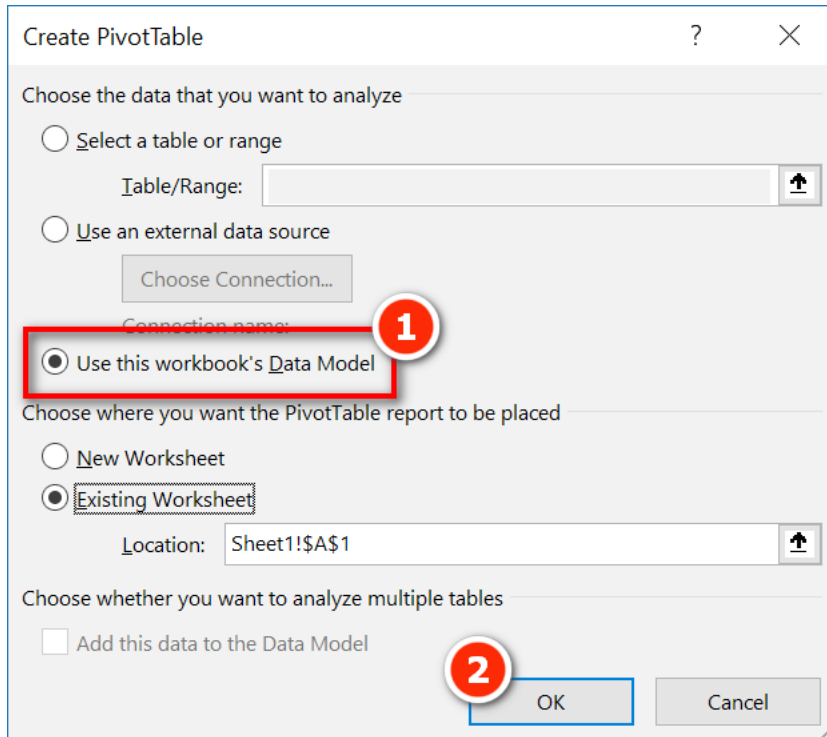 Create PivotTable ?
Choose the data that you want to analyze
Select a table or range
Table/Range:
Use an external data source
Choose Connection...
Connection name:
1
Use this workbook's Data Model
Choose where you want the PivotTable report to be placed
New Worksheet
Existing Worksheet
Location: Sheet1!$A$1
Choose whether you want to analyze multiple tables
Add this data to the Data Model
2
OK Cancel